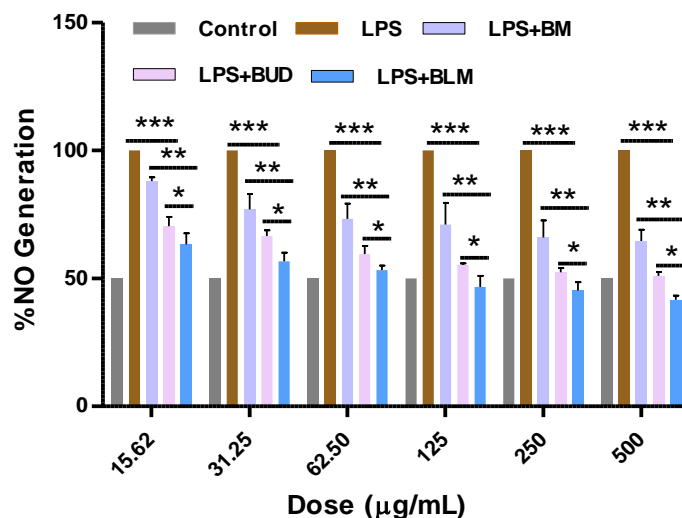 150
Control LPS LPS+BM
LPS+BUD LPS+BLM
*** *** *** *** *** ***
** ** ** ** ** **
* * * * * *
100
50
0
%NO Generation
15.62 31.25 62.50 125 250 500
Dose (μg/mL)